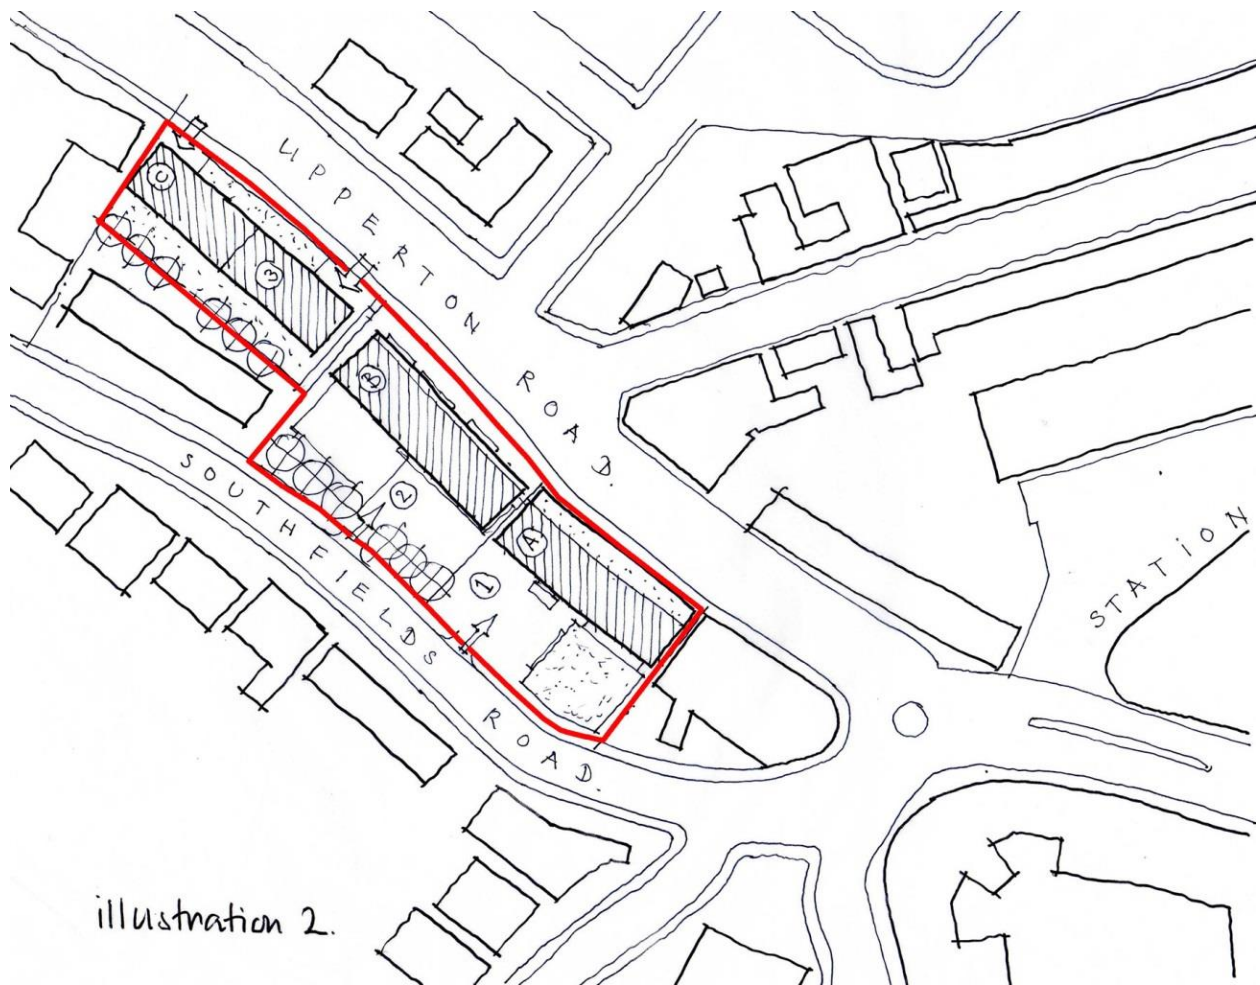 UPPERTON ROAD.
C
3
B
2
A
1
SOUTHFIELDS ROAD.
STATION
illustration 2.